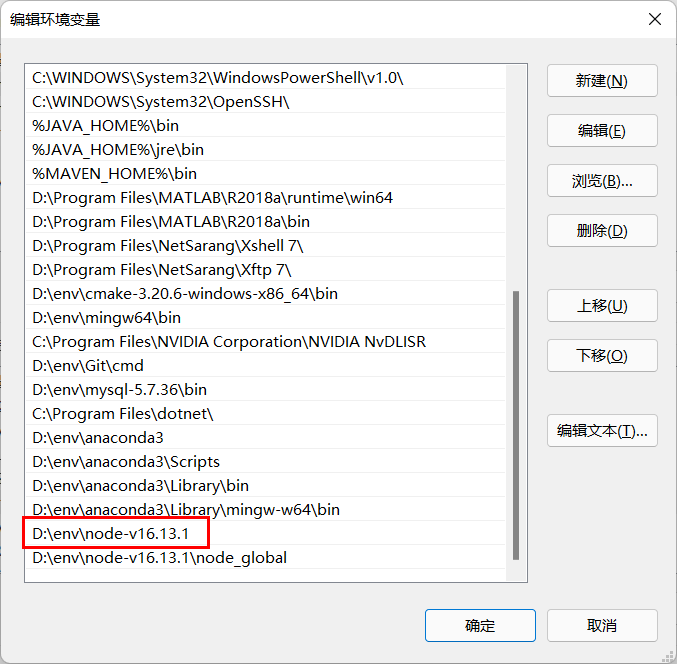 编辑环境变量
C:\WINDOWS\System32\WindowsPowerShell\v1.0\
C:\WINDOWS\System32\OpenSSH\
%JAVA_HOME%\bin
%JAVA_HOME%\jre\bin
%MAVEN_HOME%\bin
D:\Program Files\MATLAB\R2018a\runtime\win64
D:\Program Files\MATLAB\R2018a\bin
D:\Program Files\NetSarang\Xshell 7\
D:\Program Files\NetSarang\Xftp 7\
D:\env\cmake-3.20.6-windows-x86_64\bin
D:\env\mingw64\bin
C:\Program Files\NVIDIA Corporation\NVIDIA NvDLISR
D:\env\Git\cmd
D:\env\mysql-5.7.36\bin
C:\Program Files\dotnet\
D:\env\anaconda3
D:\env\anaconda3\Scripts
D:\env\anaconda3\Library\bin
D:\env\anaconda3\Library\mingw-w64\bin
D:\env\node-v16.13.1
D:\env\node-v16.13.1\node_global
新建(N)
编辑(E)
浏览(B)...
删除(D)
上移(U)
下移(O)
编辑文本(T)...
确定
取消